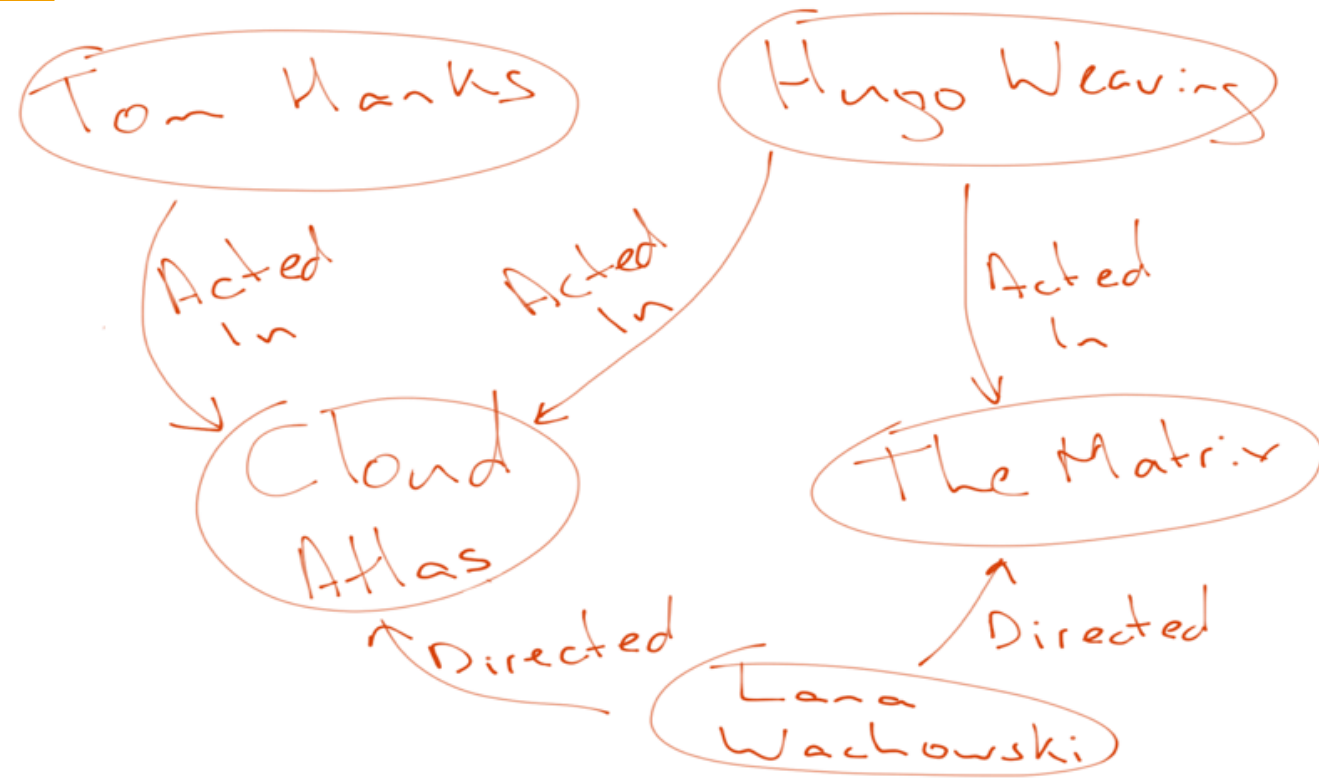 Tom Hanks
Hugo Weaving
Acted
In
Acted
In
Acted
In
Cloud
Atlas
The Matrix
Directed
Directed
Lana
Wachowski